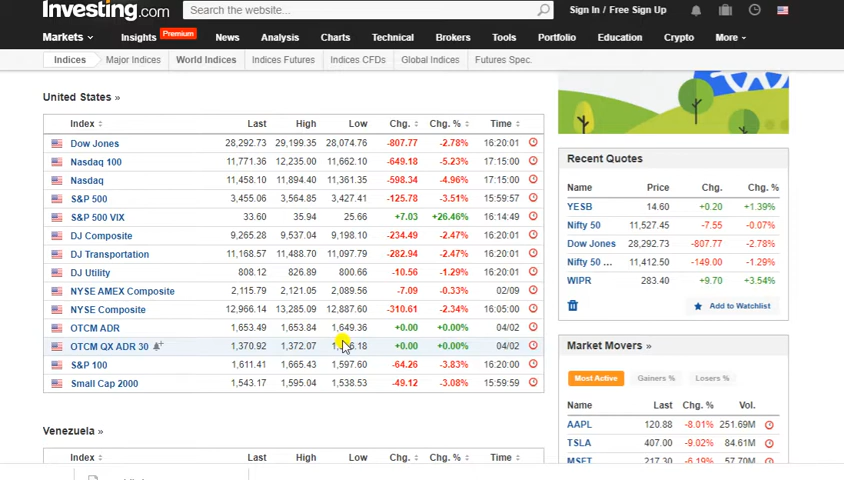 Investing.com
Search the website...
Sign In / Free Sign Up
Markets Insights Premium News Analysis Charts Technical Brokers Tools Portfolio Education Crypto More
Indices Major Indices World Indices Indices Futures Indices CFDs Global Indices Futures Spec.
United States »
Index Last High Low Chg. Chg. % Time
Dow Jones 28,292.73 29,199.35 28,074.76 -807.77 -2.78% 16:20:01
Nasdaq 100 11,771.36 12,235.00 11,662.10 -649.18 -5.23% 17:15:00
Nasdaq 11,458.10 11,894.40 11,361.35 -598.34 -4.96% 17:15:00
S&P 500 3,455.06 3,564.85 3,427.41 -125.78 -3.51% 15:59:57
S&P 500 VIX 33.60 35.94 25.66 +7.03 +26.46% 16:14:49
DJ Composite 9,265.28 9,537.04 9,198.10 -234.49 -2.47% 16:20:01
DJ Transportation 11,168.57 11,488.70 11,097.79 -282.94 -2.47% 16:20:01
DJ Utility 808.12 826.89 800.66 -10.56 -1.29% 16:20:01
NYSE AMEX Composite 2,115.79 2,121.65 2,089.56 -7.09 -0.33% 02/09
NYSE Composite 12,966.14 13,285.09 12,887.60 -310.61 -2.34% 16:05:00
OTCM ADR 1,653.49 1,653.84 1,649.36 +0.00 +0.00% 04/02
OTCM QX ADR 30 1,370.92 1,372.07 +0.00 +0.00% 04/02
S&P 100 1,611.41 1,665.43 1,597.60 -64.26 -3.83% 16:20:00
Small Cap 2000 1,543.17 1,595.04 1,538.53 -49.12 -3.08% 15:59:59
Venezuela »
Index Last High Low Chg. Chg. % Time
Recent Quotes
Name Price Chg. Chg. %
YESB 14.60 +0.20 +1.39%
Nifty 50 11,527.45 -7.55 -0.07%
Dow Jones 28,292.73 -807.77 -2.78%
Nifty 50 ... 11,412.50 -149.00 -1.29%
WIPR 283.40 +9.70 +3.54%
Add to Watchlist
Market Movers »
Most Active Gainers % Losers %
Name Last Chg. % Vol.
AAPL 120.88 -8.01% 251.69M
TSLA 407.00 -9.02% 84.61M
MSFT 217.30 -6.19% 57.70M